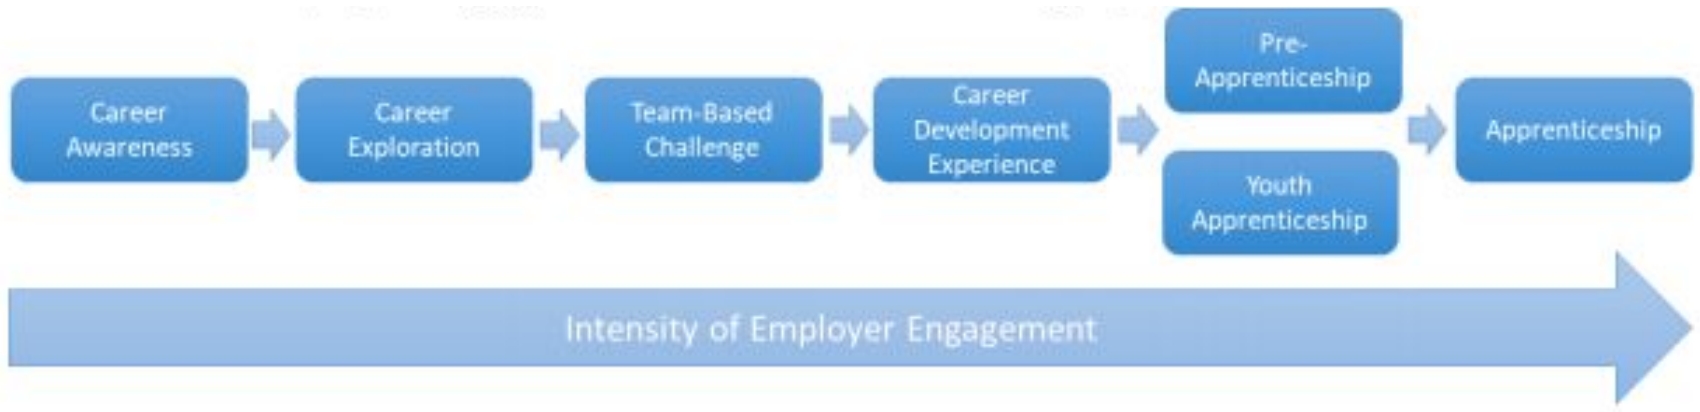 Career
Awareness
Career
Exploration
Team-Based
Challenge
Career
Development
Experience
Pre-
Apprenticeship
Youth
Apprenticeship
Apprenticeship
Intensity of Employer Engagement